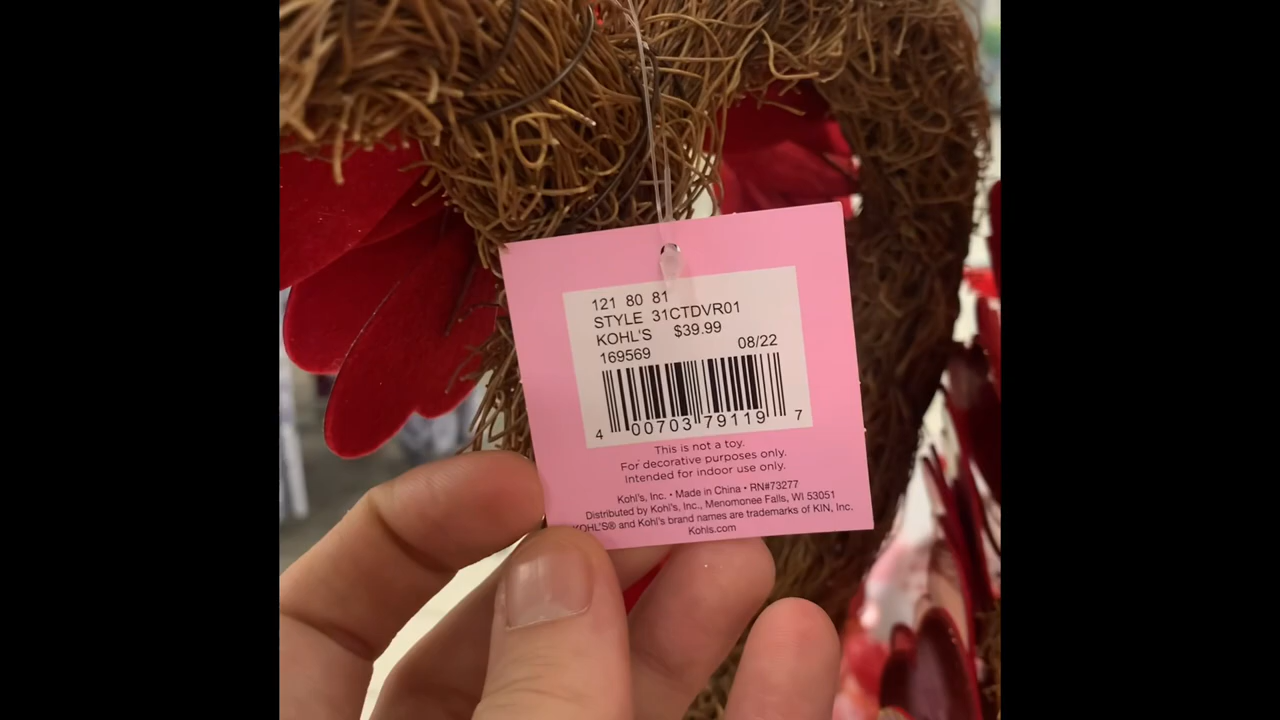 121 80 81
STYLE 31CTDVR01
KOHL'S $39.99
169569 08/22
4 00703 79119 7
This is not a toy.
For decorative purposes only.
Intended for indoor use only.
Kohl's, Inc. • Made in China • RN#73277
Distributed by Kohl's, Inc., Menomonee Falls, WI 53051
KOHL'S® and Kohl's brand names are trademarks of KIN, Inc.
Kohls.com